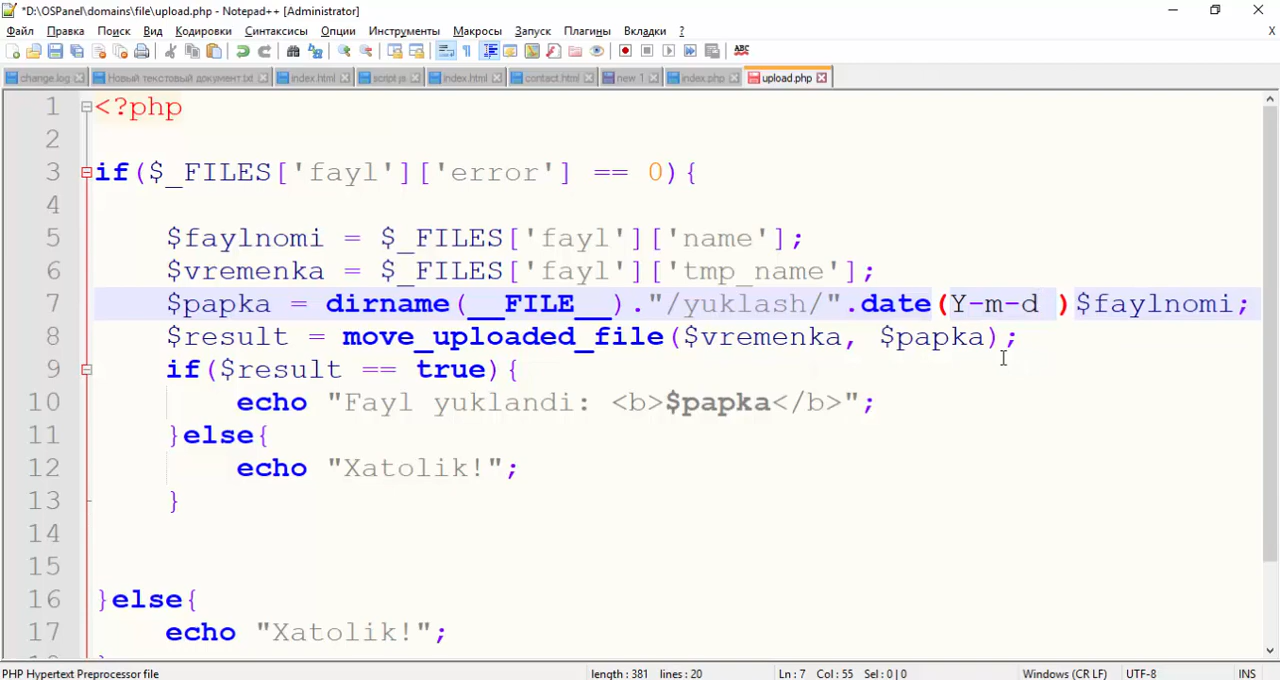 *D:\OSPanel\domains\file\upload.php - Notepad++ [Administrator]
Файл Правка Поиск Вид Кодировки Синтаксисы Опции Инструменты Макросы Запуск Плагины Вкладки ? X
change.log Новый текстовый документ.txt index.html script.js index.html contact.html new 1 index.php upload.php
1 <?php
2
3 if($_FILES['fayl']['error'] == 0){
4
5 $faylnomi = $_FILES['fayl']['name'];
6 $vremenka = $_FILES['fayl']['tmp_name'];
7 $papka = dirname(__FILE__)."/yuklash/".date(Y-m-d )$faylnomi;
8 $result = move_uploaded_file($vremenka, $papka);
9 if($result == true){
10 echo "Fayl yuklandi: <b>$papka</b>";
11 }else{
12 echo "Xatolik!";
13 }
14
15
16 }else{
17 echo "Xatolik!";
PHP Hypertext Preprocessor file length : 381 lines : 20 Ln : 7 Col : 55 Sel : 0 | 0 Windows (CR LF) UTF-8 INS